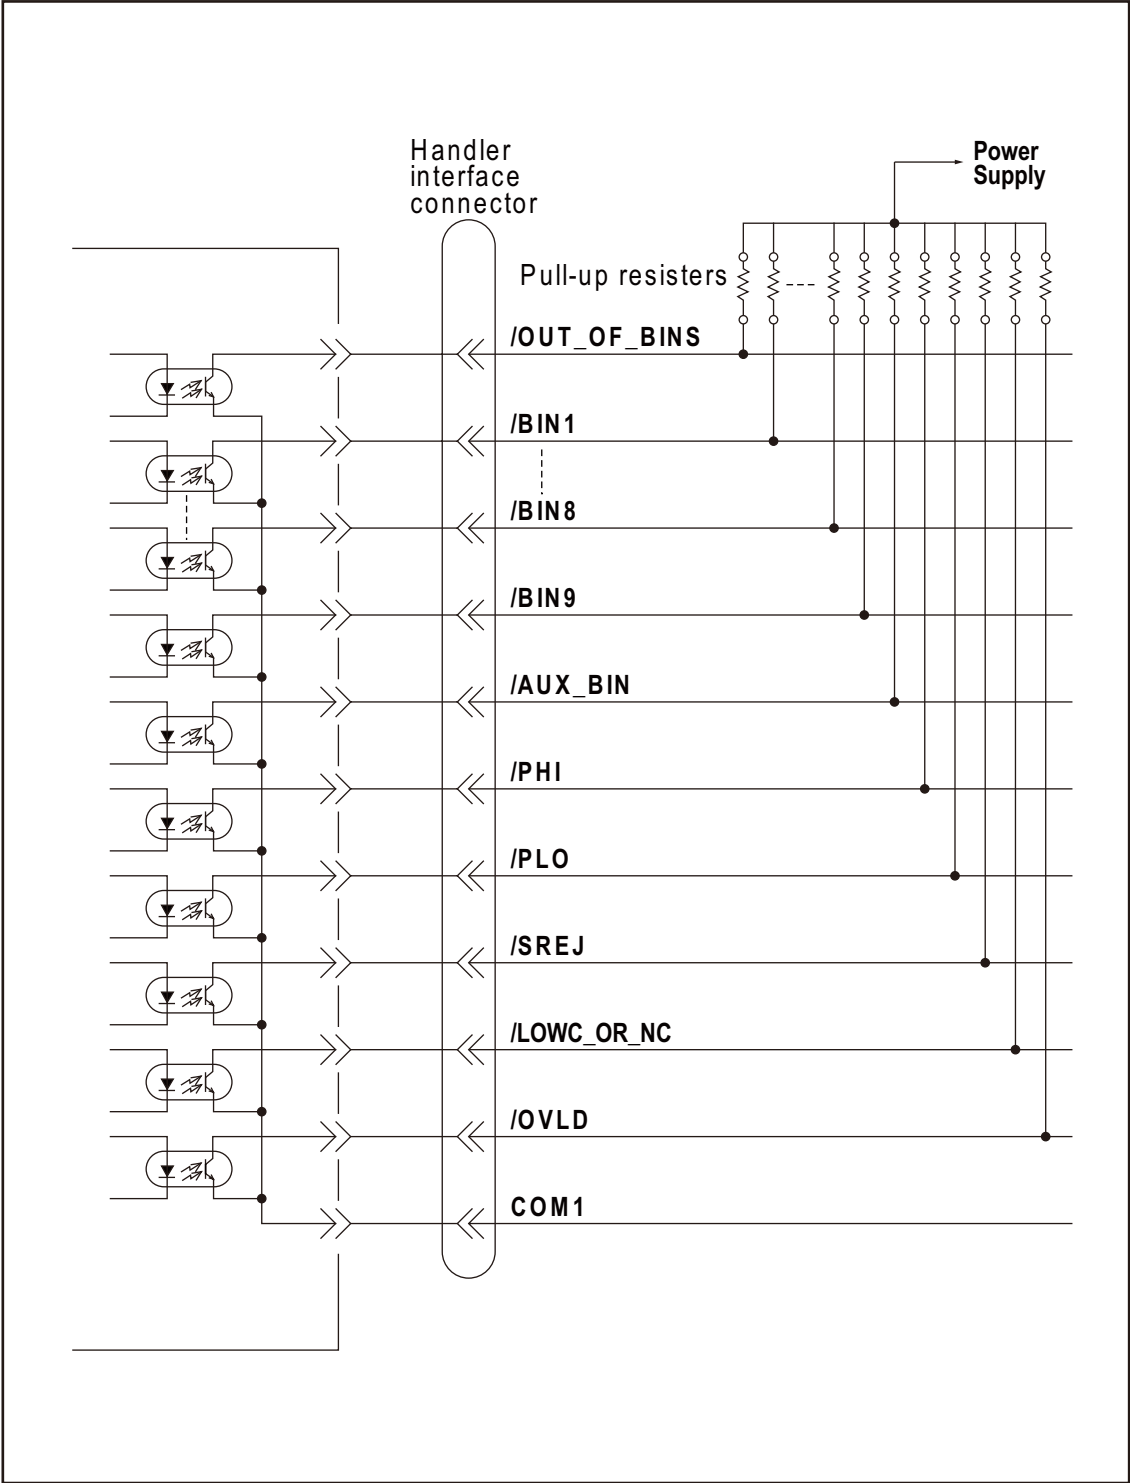 Handler
interface
connector
Power
Supply
Pull-up resisters
/OUT_OF_BINS
/BIN1
/BIN8
/BIN9
/AUX_BIN
/PHI
/PLO
/SREJ
/LOWC_OR_NC
/OVLD
COM1